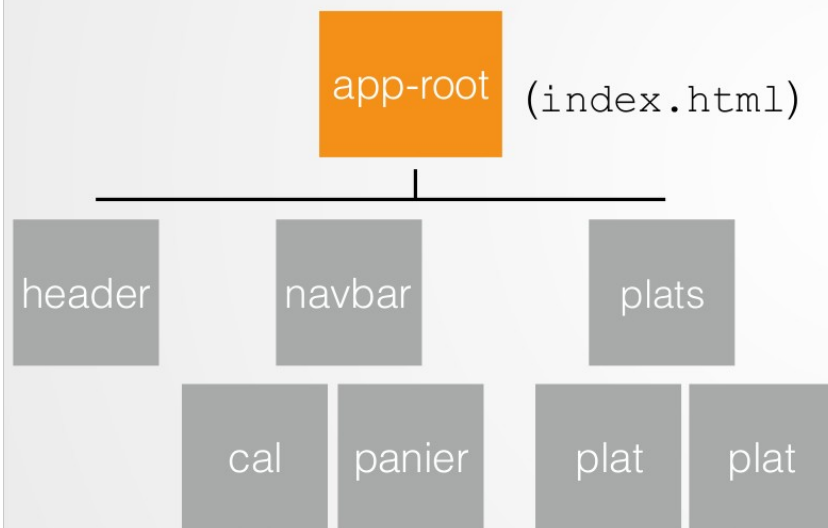 app-root (index.html)
header navbar plats
cal panier plat plat